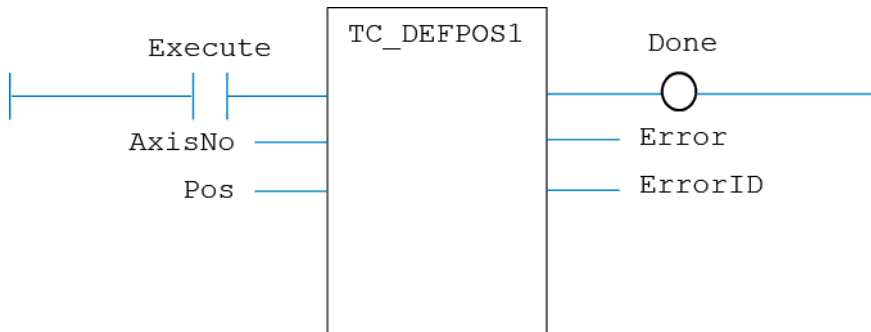 TC_DEFPOS1
Execute
Done
AxisNo
Error
Pos
ErrorID